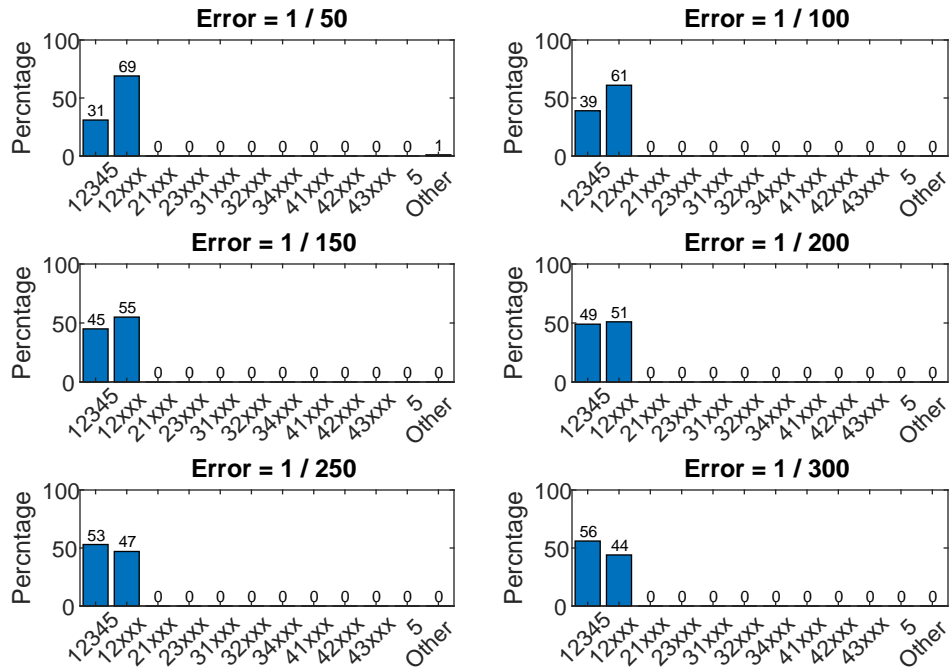 Error = 1 / 50
Percntage
100
50
0
31
69
0
0
0
0
0
0
0
0
0
1
12345
12xxx
21xxx
23xxx
31xxx
32xxx
34xxx
41xxx
42xxx
43xxx
5
Other
Error = 1 / 100
Percntage
100
50
0
39
61
0
0
0
0
0
0
0
0
0
0
12345
12xxx
21xxx
23xxx
31xxx
32xxx
34xxx
41xxx
42xxx
43xxx
5
Other
Error = 1 / 150
Percntage
100
50
0
45
55
0
0
0
0
0
0
0
0
0
0
12345
12xxx
21xxx
23xxx
31xxx
32xxx
34xxx
41xxx
42xxx
43xxx
5
Other
Error = 1 / 200
Percntage
100
50
0
49
51
0
0
0
0
0
0
0
0
0
0
12345
12xxx
21xxx
23xxx
31xxx
32xxx
34xxx
41xxx
42xxx
43xxx
5
Other
Error = 1 / 250
Percntage
100
50
0
53
47
0
0
0
0
0
0
0
0
0
0
12345
12xxx
21xxx
23xxx
31xxx
32xxx
34xxx
41xxx
42xxx
43xxx
5
Other
Error = 1 / 300
Percntage
100
50
0
56
44
0
0
0
0
0
0
0
0
0
0
12345
12xxx
21xxx
23xxx
31xxx
32xxx
34xxx
41xxx
42xxx
43xxx
5
Other